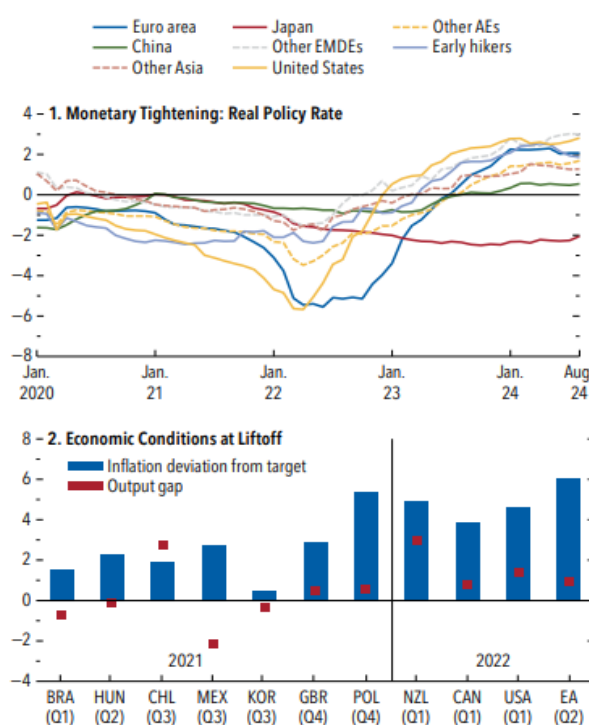 Euro area Japan Other AEs
China Other EMDEs Early hikers
Other Asia United States
1. Monetary Tightening: Real Policy Rate
4
2
0
−2
−4
−6
−8
Jan. Jan. Jan. Jan. Jan. Aug
2020 21 22 23 24 24
2. Economic Conditions at Liftoff
Inflation deviation from target
Output gap
8
6
4
2
0
−2
−4
2021 2022
BRA HUN CHL MEX KOR GBR POL NZL CAN USA EA
(Q1) (Q2) (Q3) (Q3) (Q3) (Q4) (Q4) (Q1) (Q1) (Q1) (Q2)